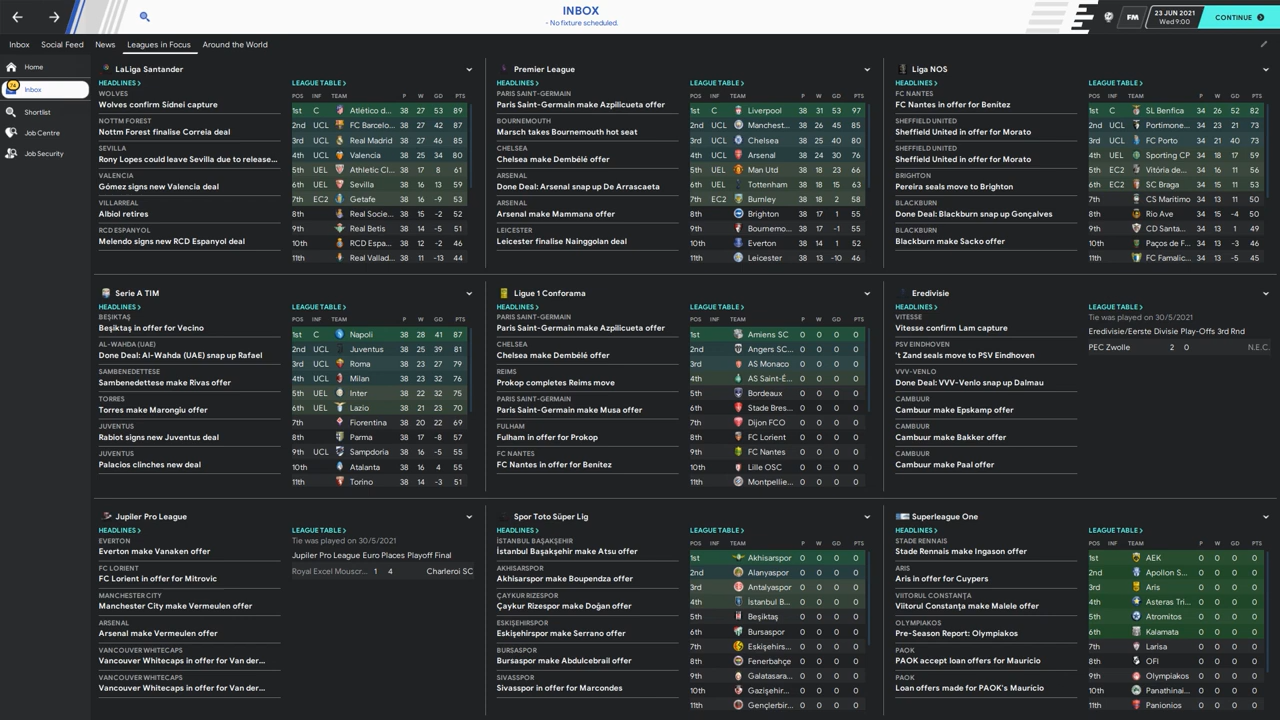 INBOX
- No fixture scheduled.
FM
23 JUN 2021
Wed 9:00
CONTINUE
Inbox
Social Feed
News
Leagues in Focus
Around the World
Home
Inbox
Shortlist
Job Centre
Job Security
LaLiga Santander
HEADLINES >
WOLVES
Wolves confirm Sidnei capture
NOTTM FOREST
Nottm Forest finalise Correia deal
SEVILLA
Rony Lopes could leave Sevilla due to release...
VALENCIA
Gómez signs new Valencia deal
VILLARREAL
Albiol retires
RCD ESPANYOL
Melendo signs new RCD Espanyol deal
LEAGUE TABLE >
POS INF TEAM P W GD PTS
1st C Atlético d... 38 27 53 89
2nd UCL FC Barcelo... 38 27 42 87
3rd UCL Real Madrid 38 27 46 85
4th UCL Valencia 38 25 34 80
5th UEL Athletic Cl... 38 17 8 61
6th UEL Sevilla 38 16 13 59
7th EC2 Getafe 38 16 -9 53
8th Real Socie... 38 15 -2 52
9th Real Betis 38 14 -5 51
10th RCD Espa... 38 12 -2 46
11th Real Vallad... 38 11 -13 44
Premier League
HEADLINES >
PARIS SAINT-GERMAIN
Paris Saint-Germain make Azpilicueta offer
BOURNEMOUTH
Marsch takes Bournemouth hot seat
CHELSEA
Chelsea make Dembélé offer
ARSENAL
Done Deal: Arsenal snap up De Arrascaeta
ARSENAL
Arsenal make Mammana offer
LEICESTER
Leicester finalise Nainggolan deal
LEAGUE TABLE >
POS INF TEAM P W GD PTS
1st C Liverpool 38 31 53 97
2nd UCL Manchest... 38 26 45 85
3rd UCL Chelsea 38 25 40 80
4th UCL Arsenal 38 24 30 76
5th UEL Man Utd 38 18 23 66
6th UEL Tottenham 38 18 15 63
7th EC2 Burnley 38 18 2 58
8th Brighton 38 17 1 55
9th Bournemo... 38 17 -1 55
10th Everton 38 14 1 52
11th Leicester 38 13 -10 46
Liga NOS
HEADLINES >
FC NANTES
FC Nantes in offer for Benítez
SHEFFIELD UNITED
Sheffield United in offer for Morato
SHEFFIELD UNITED
Sheffield United in offer for Morato
BRIGHTON
Pereira seals move to Brighton
BLACKBURN
Done Deal: Blackburn snap up Gonçalves
BLACKBURN
Blackburn make Sacko offer
LEAGUE TABLE >
POS INF TEAM P W GD PTS
1st C SL Benfica 34 26 52 82
2nd UCL Portimone... 34 23 21 73
3rd UCL FC Porto 34 21 40 73
4th UEL Sporting CP 34 18 17 59
5th EC2 Vitória de... 34 16 11 56
6th EC2 SC Braga 34 15 11 53
7th CS Marítimo 34 13 11 50
8th Rio Ave 34 15 -4 50
9th CD Santa... 34 13 1 49
10th Paços de F... 34 13 -3 46
11th FC Famalic... 34 13 -5 45
Serie A TIM
HEADLINES >
BEŞIKTAŞ
Beşiktaş in offer for Vecino
AL-WAHDA (UAE)
Done Deal: Al-Wahda (UAE) snap up Rafael
SAMBENEDETTESE
Sambenedettese make Rivas offer
TORRES
Torres make Marongiu offer
JUVENTUS
Rabiot signs new Juventus deal
JUVENTUS
Palacios clinches new deal
LEAGUE TABLE >
POS INF TEAM P W GD PTS
1st C Napoli 38 28 41 87
2nd UCL Juventus 38 25 39 81
3rd UCL Roma 38 23 27 79
4th UCL Milan 38 23 32 76
5th UEL Inter 38 22 32 75
6th UEL Lazio 38 21 23 70
7th Fiorentina 38 20 22 69
8th Parma 38 17 -8 57
9th UCL Sampdoria 38 16 -5 55
10th Atalanta 38 16 4 55
11th Torino 38 14 -3 51
Ligue 1 Conforama
HEADLINES >
PARIS SAINT-GERMAIN
Paris Saint-Germain make Azpilicueta offer
CHELSEA
Chelsea make Dembélé offer
REIMS
Prokop completes Reims move
PARIS SAINT-GERMAIN
Paris Saint-Germain make Musa offer
FULHAM
Fulham in offer for Prokop
FC NANTES
FC Nantes in offer for Benítez
LEAGUE TABLE >
POS INF TEAM P W GD PTS
1st Amiens SC 0 0 0 0
2nd Angers SC... 0 0 0 0
3rd AS Monaco 0 0 0 0
4th AS Saint-É... 0 0 0 0
5th Bordeaux 0 0 0 0
6th Stade Bres... 0 0 0 0
7th Dijon FCO 0 0 0 0
8th FC Lorient 0 0 0 0
9th FC Nantes 0 0 0 0
10th Lille OSC 0 0 0 0
11th Montpellie... 0 0 0 0
Eredivisie
HEADLINES >
VITESSE
Vitesse confirm Lam capture
PSV EINDHOVEN
't Zand seals move to PSV Eindhoven
VVV-VENLO
Done Deal: VVV-Venlo snap up Dalmau
CAMBUUR
Cambuur make Epskamp offer
CAMBUUR
Cambuur make Bakker offer
CAMBUUR
Cambuur make Paal offer
LEAGUE TABLE >
Tie was played on 30/5/2021
Eredivisie/Eerste Divisie Play-Offs 3rd Rnd
PEC Zwolle 2 0 N.E.C.
Jupiler Pro League
HEADLINES >
EVERTON
Everton make Vanaken offer
FC LORIENT
FC Lorient in offer for Mitrovic
MANCHESTER CITY
Manchester City make Vermeulen offer
ARSENAL
Arsenal make Vermeulen offer
VANCOUVER WHITECAPS
Vancouver Whitecaps in offer for Van der...
VANCOUVER WHITECAPS
Vancouver Whitecaps in offer for Van der...
LEAGUE TABLE >
Tie was played on 30/5/2021
Jupiler Pro League Euro Places Playoff Final
Royal Excel Mouscr... 1 4 Charleroi SC
Spor Toto Süper Lig
HEADLINES >
İSTANBUL BAŞAKŞEHIR
İstanbul Başakşehir make Atsu offer
AKHISARSPOR
Akhisarspor make Boupendza offer
ÇAYKUR RIZESPOR
Çaykur Rizespor make Doğan offer
ESKIŞEHIRSPOR
Eskişehirspor make Serrano offer
BURSASPOR
Bursaspor make Abdulcebrail offer
SIVASSPOR
Sivasspor in offer for Marcondes
LEAGUE TABLE >
POS INF TEAM P W GD PTS
1st Akhisarspor 0 0 0 0
2nd Alanyaspor 0 0 0 0
3rd Antalyaspor 0 0 0 0
4th İstanbul B... 0 0 0 0
5th Beşiktaş 0 0 0 0
6th Bursaspor 0 0 0 0
7th Eskişehirs... 0 0 0 0
8th Fenerbahçe 0 0 0 0
9th Galatasara... 0 0 0 0
10th Gazişehir... 0 0 0 0
11th Gençlerbir... 0 0 0 0
Superleague One
HEADLINES >
STADE RENNAIS
Stade Rennais make Ingason offer
ARIS
Aris in offer for Cuypers
VIITORUL CONSTANŢA
Viitorul Constanţa make Malele offer
OLYMPIAKOS
Pre-Season Report: Olympiakos
PAOK
PAOK accept loan offers for Maurício
PAOK
Loan offers made for PAOK's Maurício
LEAGUE TABLE >
POS INF TEAM P W GD PTS
1st AEK 0 0 0 0
2nd Apollon S... 0 0 0 0
3rd Aris 0 0 0 0
4th Asteras Tri... 0 0 0 0
5th Atromitos 0 0 0 0
6th Kalamata 0 0 0 0
7th Larisa 0 0 0 0
8th OFI 0 0 0 0
9th Olympiakos 0 0 0 0
10th Panathinai... 0 0 0 0
11th Panionios 0 0 0 0